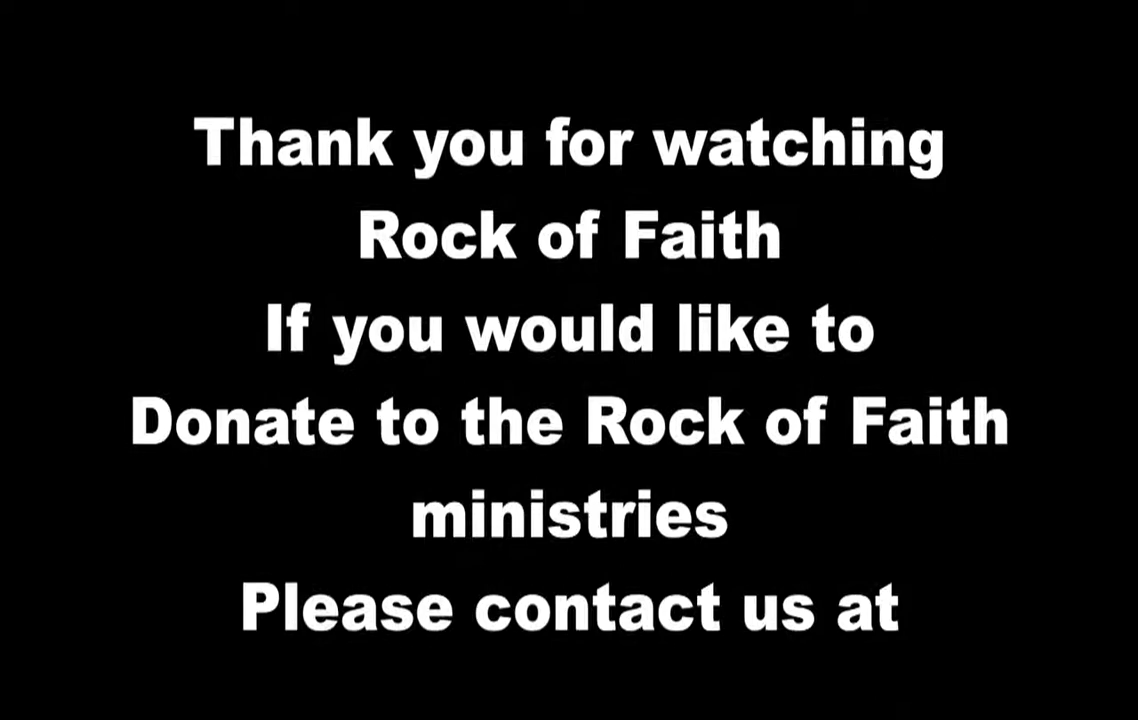 Thank you for watching
Rock of Faith
If you would like to
Donate to the Rock of Faith
ministries
Please contact us at